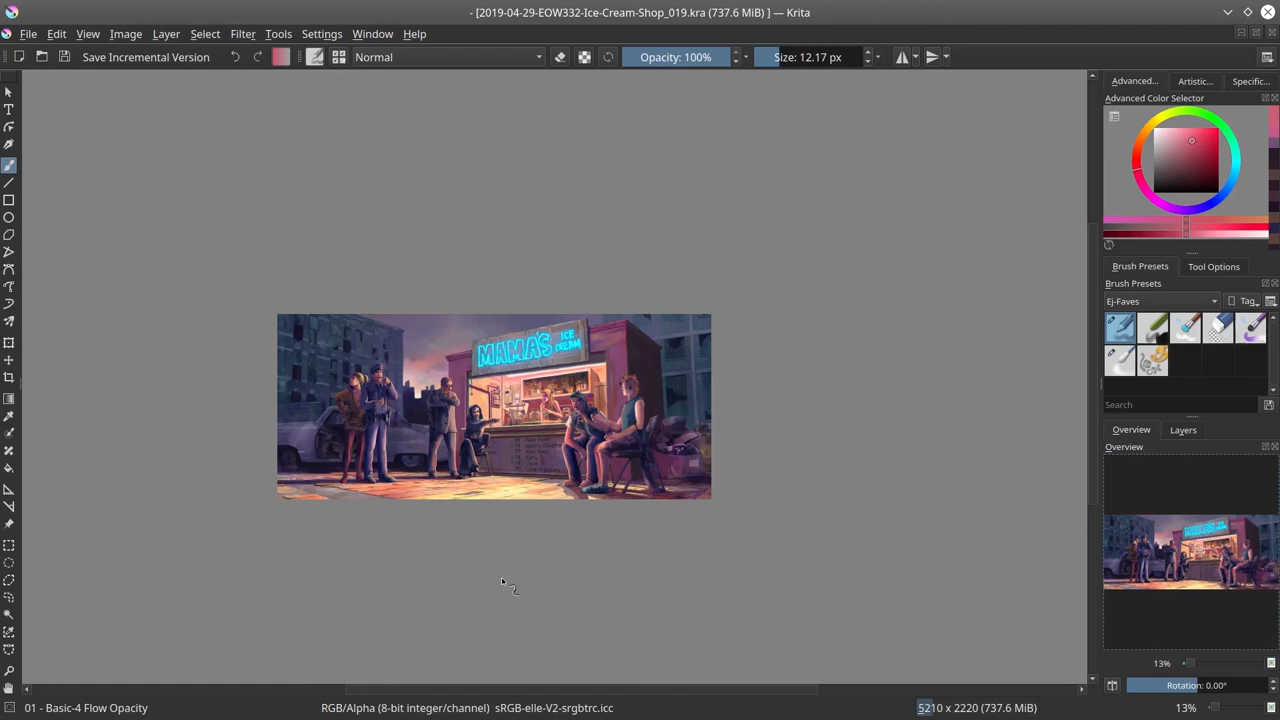 - [2019-04-29-EOW332-Ice-Cream-Shop_019.kra (737.6 MiB) ] — Krita
File Edit View Image Layer Select Filter Tools Settings Window Help
Save Incremental Version Normal Opacity: 100% Size: 12.17 px
Advanced... Artistic... Specific...
Advanced Color Selector
Brush Presets Tool Options
Brush Presets
Ej-Faves Tag
Search
Overview Layers
Overview
13%
Rotation: 0.00°
MAMA'S ICE CREAM
01 - Basic-4 Flow Opacity RGB/Alpha (8-bit integer/channel) sRGB-elle-V2-srgbtrc.icc 5210 x 2220 (737.6 MiB) 13%